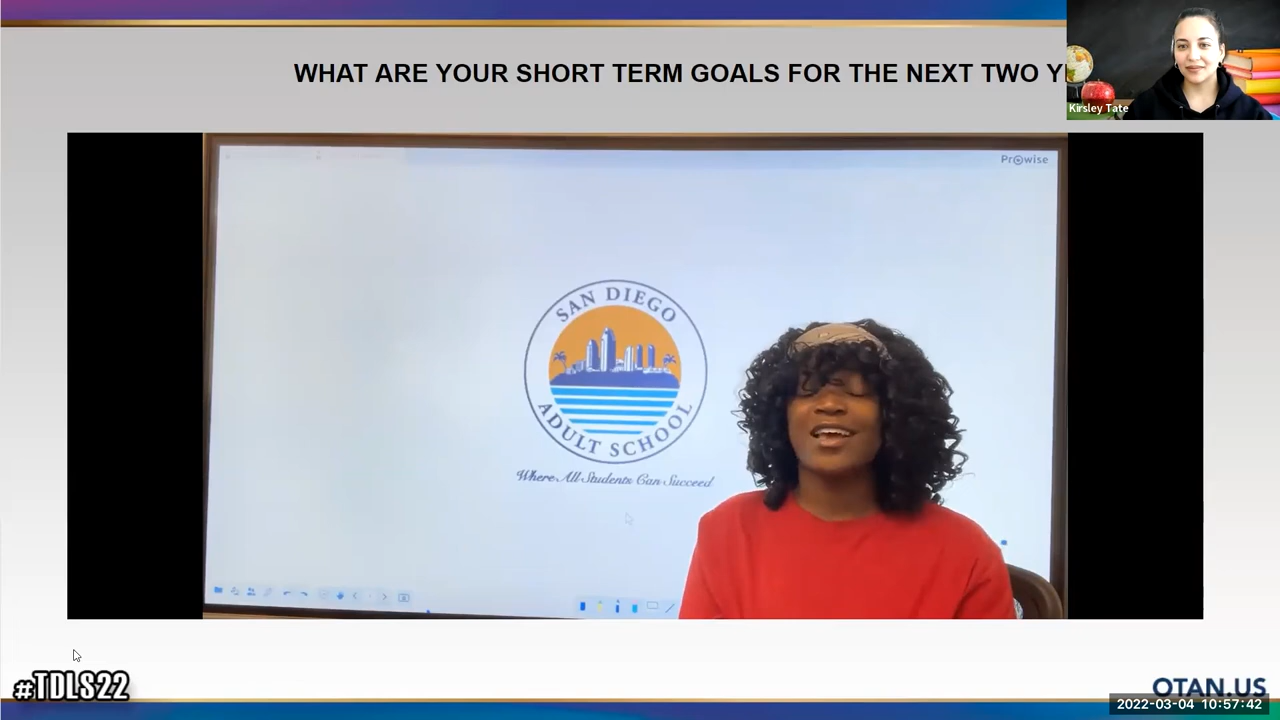 WHAT ARE YOUR SHORT TERM GOALS FOR THE NEXT TWO Y
Kirsley Tate
Prowise
SAN DIEGO
ADULT SCHOOL
Where All Students Can Succeed
#TDLS22
OTAN.US
2022-03-04 10:57:42